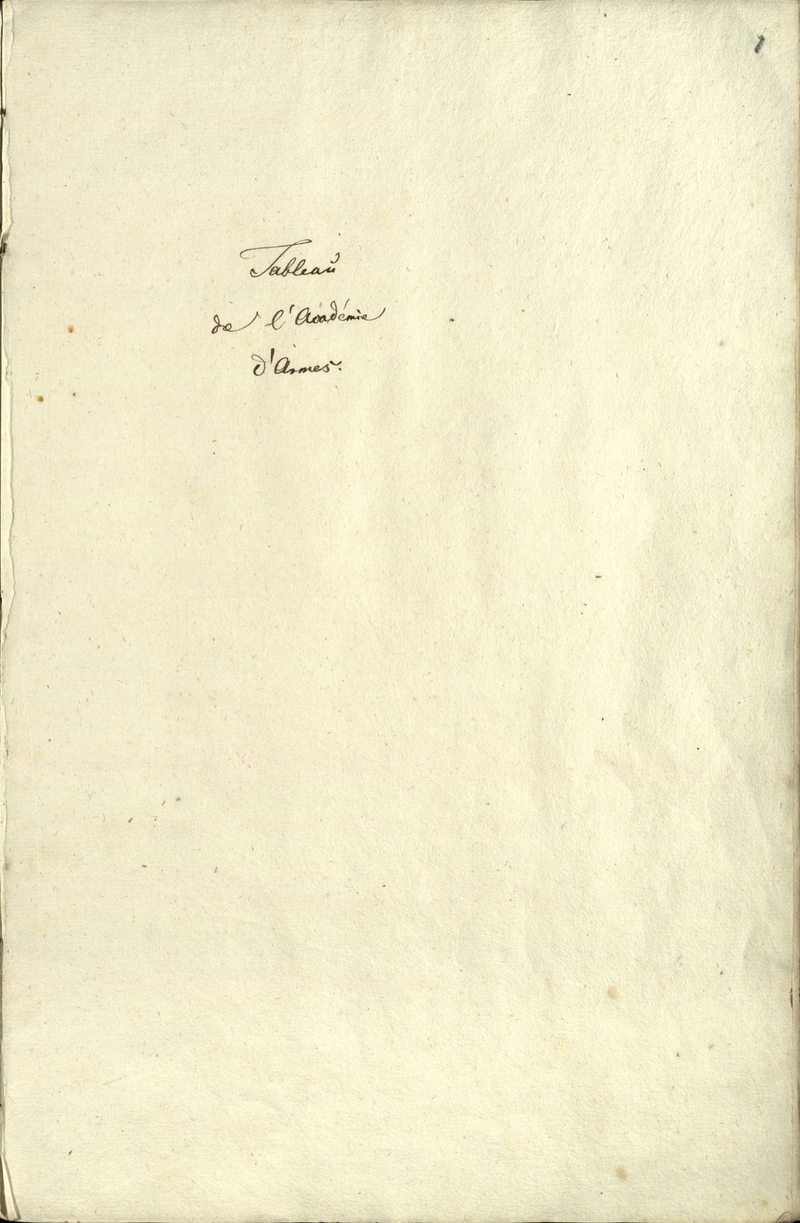 1
Tableau
de l'Académie
d'Armes.